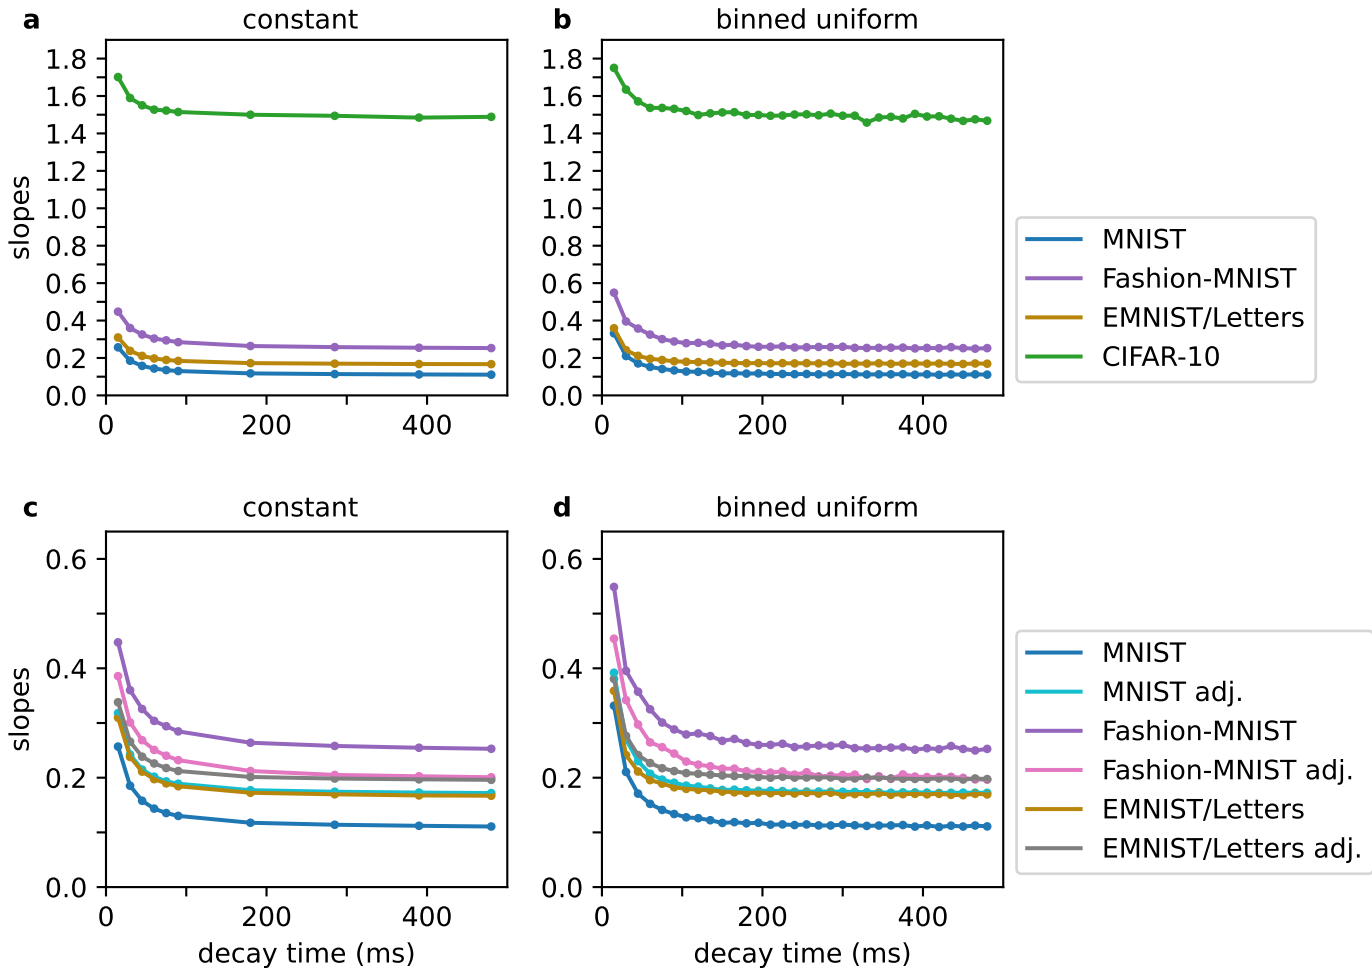 a constant
1.8
1.6
1.4
1.2
1.0
0.8
0.6
0.4
0.2
0.0
slopes
0 200 400
b binned uniform
1.8
1.6
1.4
1.2
1.0
0.8
0.6
0.4
0.2
0.0
0 200 400
MNIST
Fashion-MNIST
EMNIST/Letters
CIFAR-10
c constant
0.6
0.4
0.2
0.0
slopes
0 200 400
decay time (ms)
d binned uniform
0.6
0.4
0.2
0.0
0 200 400
decay time (ms)
MNIST
MNIST adj.
Fashion-MNIST
Fashion-MNIST adj.
EMNIST/Letters
EMNIST/Letters adj.